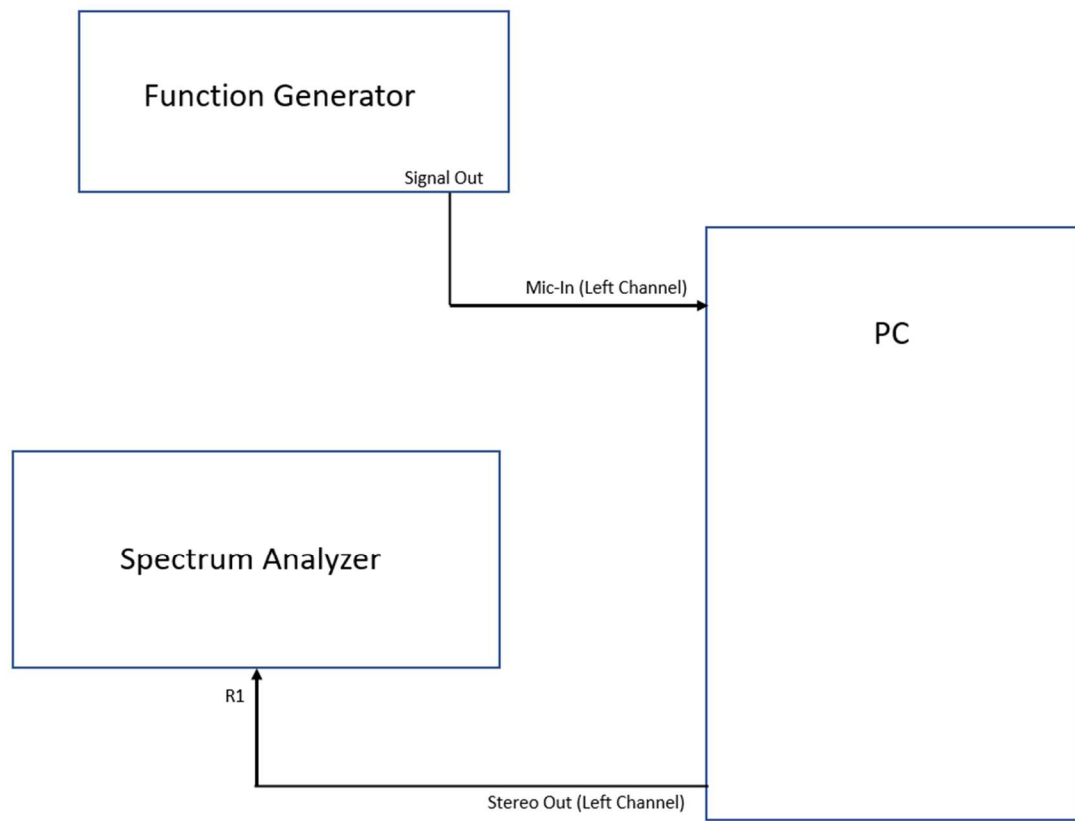 Function Generator
Signal Out
Mic-In (Left Channel)
PC
Spectrum Analyzer
R1
Stereo Out (Left Channel)